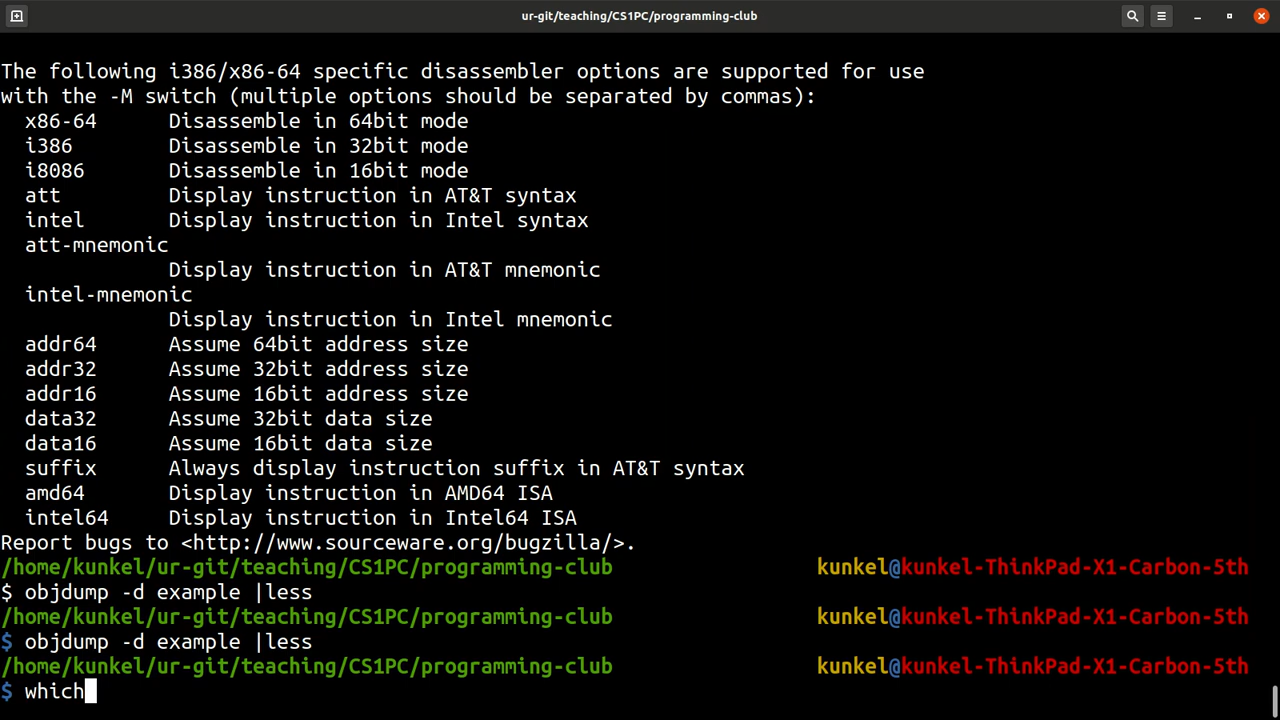 ur-git/teaching/CS1PC/programming-club
The following i386/x86-64 specific disassembler options are supported for use
with the -M switch (multiple options should be separated by commas):
  x86-64      Disassemble in 64bit mode
  i386        Disassemble in 32bit mode
  i8086       Disassemble in 16bit mode
  att         Display instruction in AT&T syntax
  intel       Display instruction in Intel syntax
  att-mnemonic
              Display instruction in AT&T mnemonic
  intel-mnemonic
              Display instruction in Intel mnemonic
  addr64      Assume 64bit address size
  addr32      Assume 32bit address size
  addr16      Assume 16bit address size
  data32      Assume 32bit data size
  data16      Assume 16bit data size
  suffix      Always display instruction suffix in AT&T syntax
  amd64       Display instruction in AMD64 ISA
  intel64     Display instruction in Intel64 ISA
Report bugs to <http://www.sourceware.org/bugzilla/>.
/home/kunkel/ur-git/teaching/CS1PC/programming-club kunkel@kunkel-ThinkPad-X1-Carbon-5th
$ objdump -d example |less
/home/kunkel/ur-git/teaching/CS1PC/programming-club kunkel@kunkel-ThinkPad-X1-Carbon-5th
$ objdump -d example |less
/home/kunkel/ur-git/teaching/CS1PC/programming-club kunkel@kunkel-ThinkPad-X1-Carbon-5th
$ which